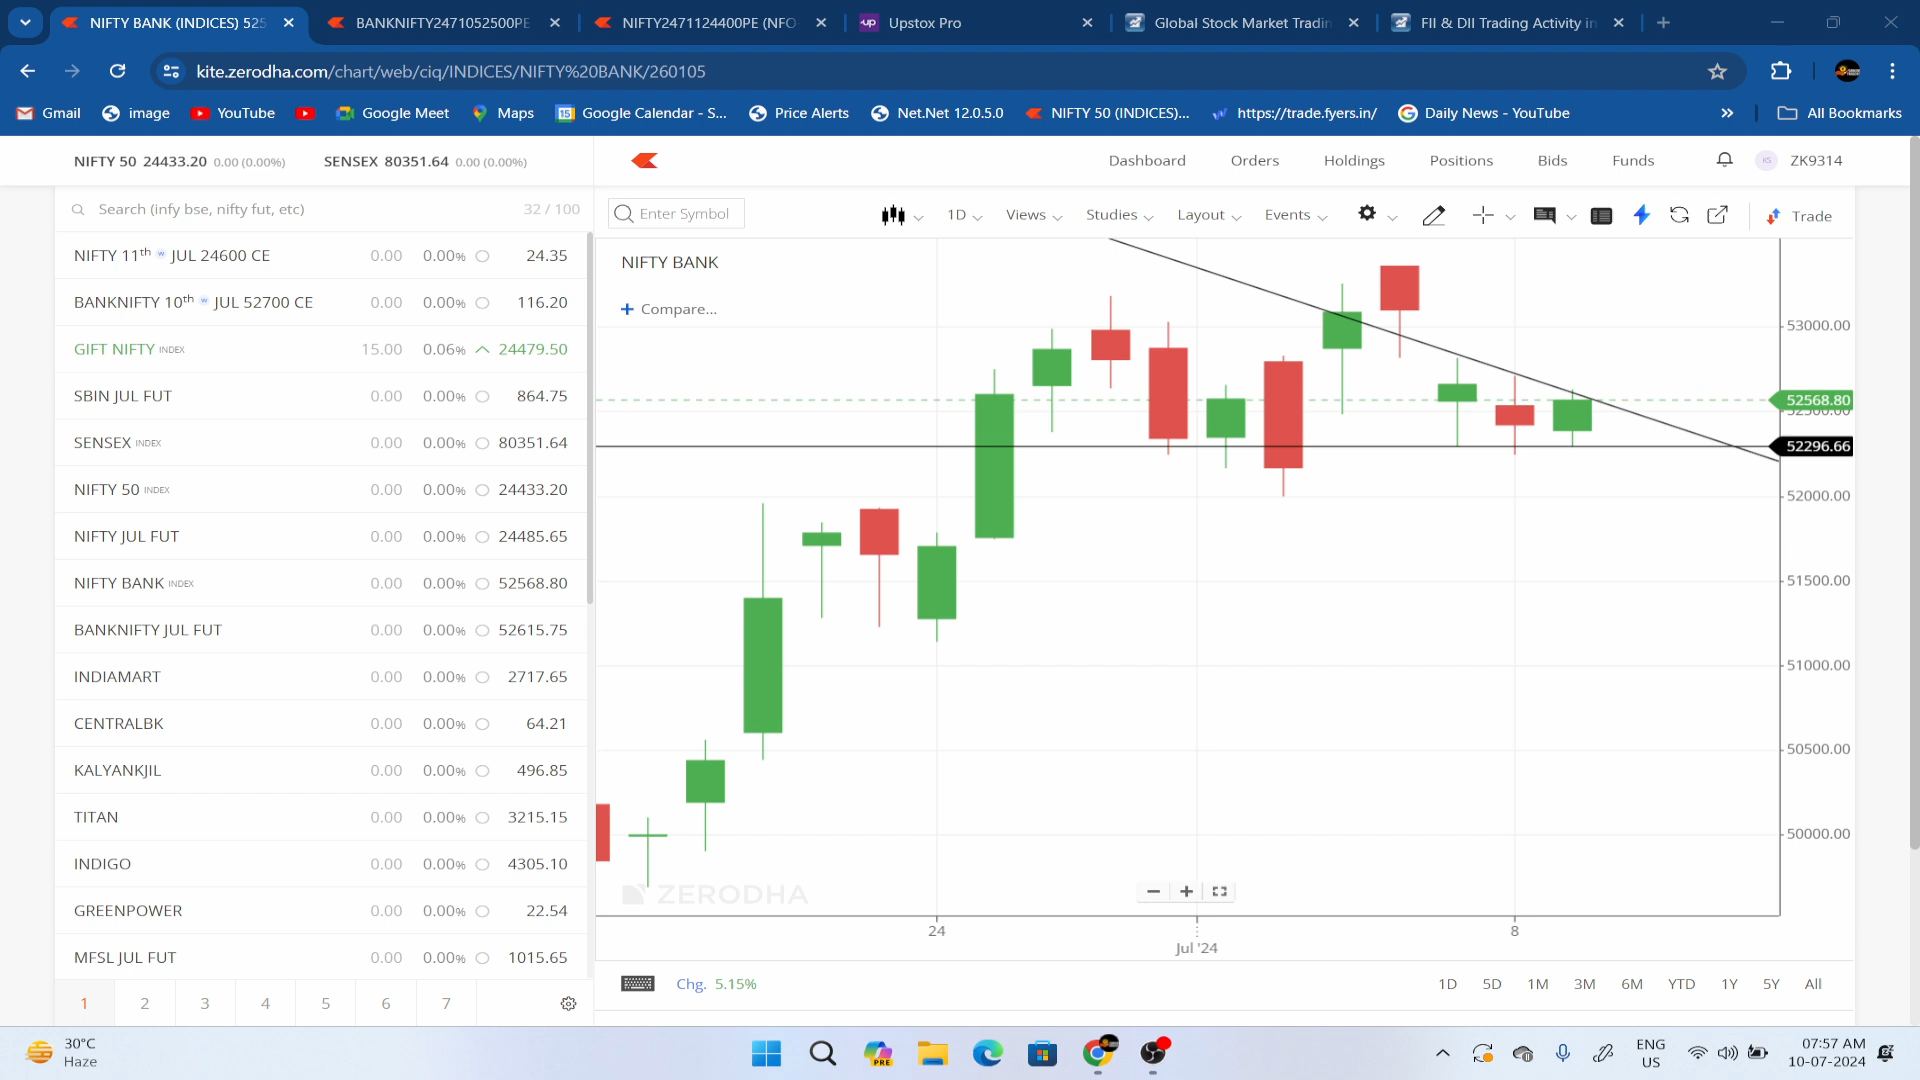 NIFTY BANK (INDICES) 525
BANKNIFTY2471052500PE
NIFTY2471124400PE (NFO
Upstox Pro
Global Stock Market Tradin
FII & DII Trading Activity in
kite.zerodha.com/chart/web/ciq/INDICES/NIFTY%20BANK/260105
Gmail
image
YouTube
Google Meet
Maps
Google Calendar - S...
Price Alerts
Net.Net 12.0.5.0
NIFTY 50 (INDICES)...
https://trade.fyers.in/
Daily News - YouTube
All Bookmarks
NIFTY 50 24433.20 0.00 (0.00%)
SENSEX 80351.64 0.00 (0.00%)
Dashboard
Orders
Holdings
Positions
Bids
Funds
KS
ZK9314
Search (infy bse, nifty fut, etc)
32 / 100
Enter Symbol
1D
Views
Studies
Layout
Events
Trade
NIFTY 11th w JUL 24600 CE 0.00 0.00% 24.35
BANKNIFTY 10th w JUL 52700 CE 0.00 0.00% 116.20
GIFT NIFTY INDEX 15.00 0.06% 24479.50
SBIN JUL FUT 0.00 0.00% 864.75
SENSEX INDEX 0.00 0.00% 80351.64
NIFTY 50 INDEX 0.00 0.00% 24433.20
NIFTY JUL FUT 0.00 0.00% 24485.65
NIFTY BANK INDEX 0.00 0.00% 52568.80
BANKNIFTY JUL FUT 0.00 0.00% 52615.75
INDIAMART 0.00 0.00% 2717.65
CENTRALBK 0.00 0.00% 64.21
KALYANKJIL 0.00 0.00% 496.85
TITAN 0.00 0.00% 3215.15
INDIGO 0.00 0.00% 4305.10
GREENPOWER 0.00 0.00% 22.54
MFSL JUL FUT 0.00 0.00% 1015.65
1 2 3 4 5 6 7
NIFTY BANK
Compare...
53000.00
52568.80
52500.00
52296.66
52000.00
51500.00
51000.00
50500.00
50000.00
ZERODHA
24
Jul '24
8
Chg. 5.15%
1D 5D 1M 3M 6M YTD 1Y 5Y All
30°C
Haze
PRE
ENG
US
07:57 AM
10-07-2024